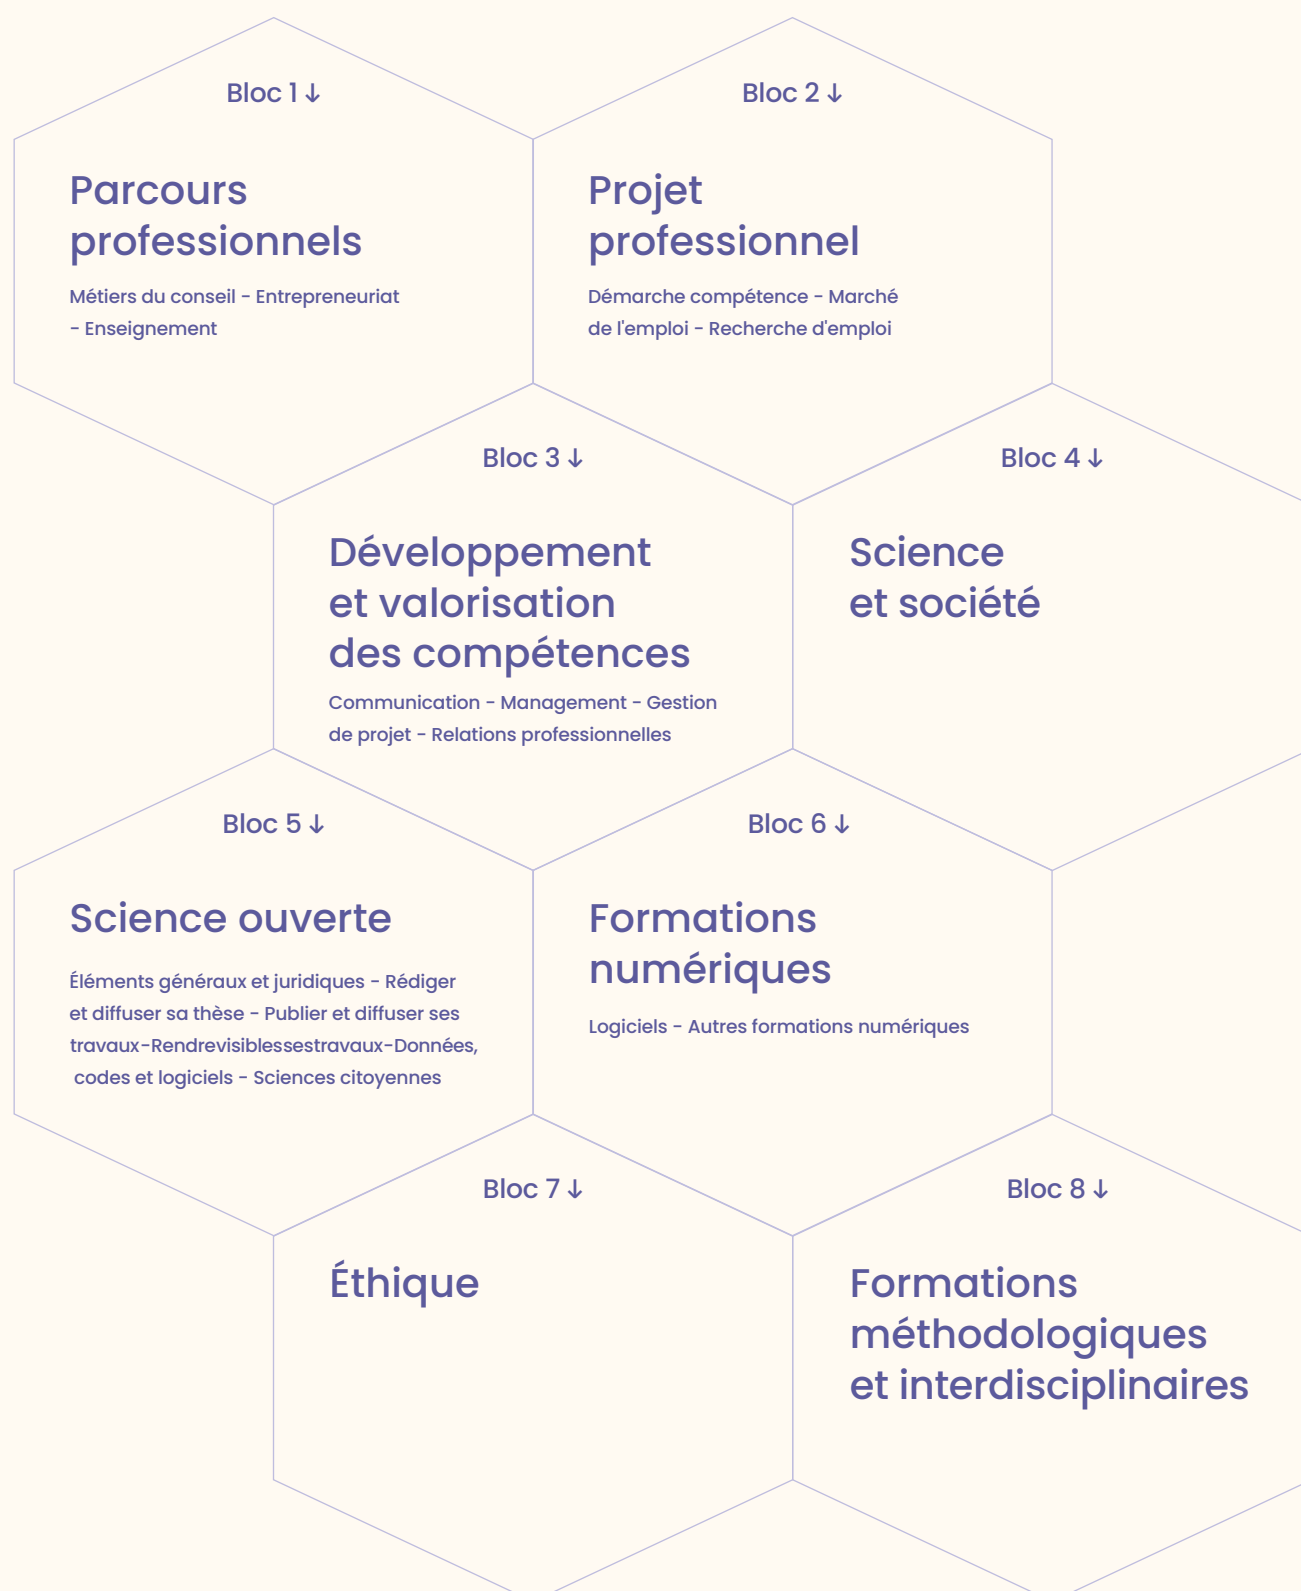 Bloc 1 ↓
Parcours
professionnels
Métiers du conseil - Entrepreneuriat
- Enseignement
Bloc 2 ↓
Projet
professionnel
Démarche compétence - Marché
de l'emploi - Recherche d'emploi
Bloc 3 ↓
Développement
et valorisation
des compétences
Communication - Management - Gestion
de projet - Relations professionnelles
Bloc 4 ↓
Science
et société
Bloc 5 ↓
Science ouverte
Éléments généraux et juridiques - Rédiger
et diffuser sa thèse - Publier et diffuser ses
travaux-Rendrevisiblessestravaux-Données,
codes et logiciels - Sciences citoyennes
Bloc 6 ↓
Formations
numériques
Logiciels - Autres formations numériques
Bloc 7 ↓
Éthique
Bloc 8 ↓
Formations
méthodologiques
et interdisciplinaires